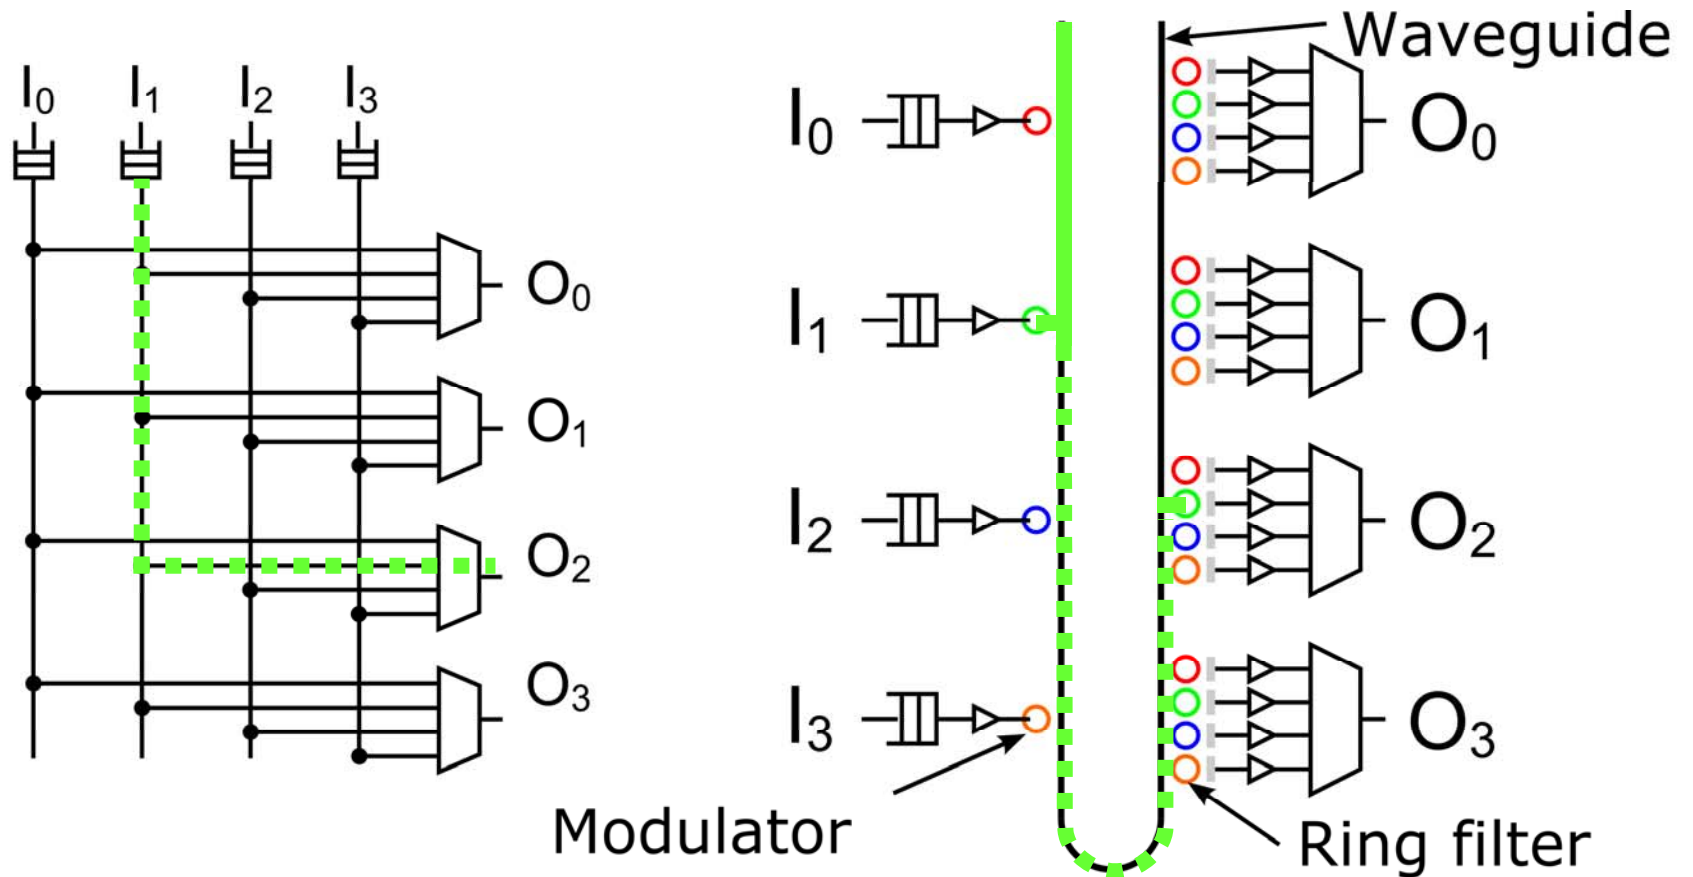 I0 I1 I2 I3
O0
O1
O2
O3
Waveguide
I0
O0
I1
O1
I2
O2
I3
O3
Modulator
Ring filter